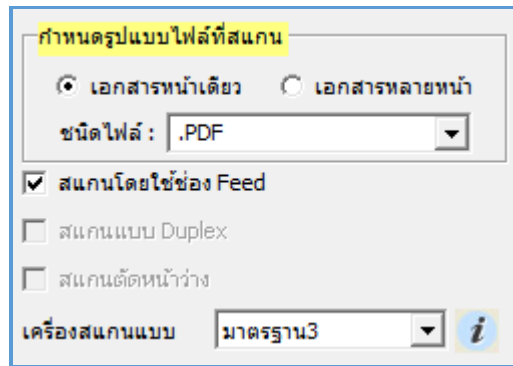 กำหนดรูปแบบไฟล์ที่สแกน
เอกสารหน้าเดียว เอกสารหลายหน้า
ชนิดไฟล์ : .PDF
สแกนโดยใช้ช่อง Feed
สแกนแบบ Duplex
สแกนตัดหน้าว่าง
เครื่องสแกนแบบ มาตรฐาน3 i